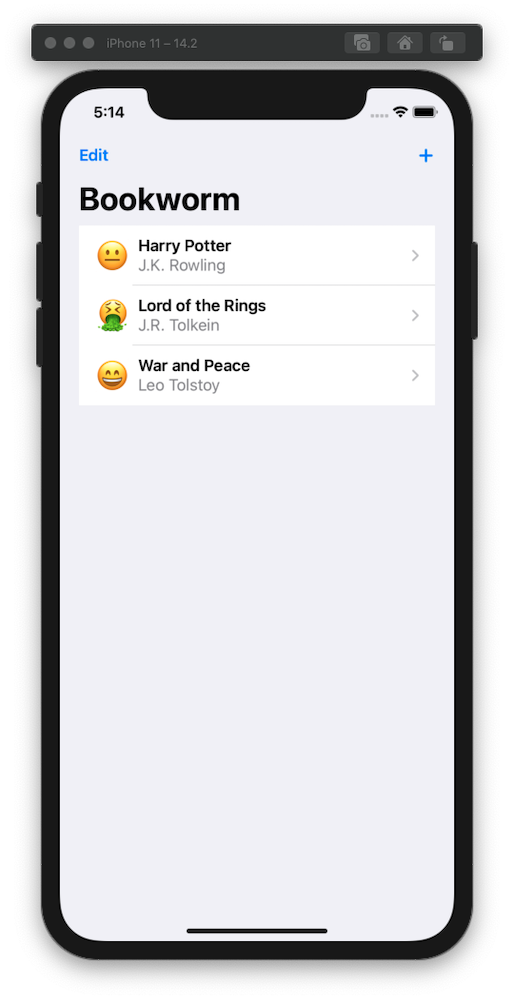 iPhone 11 – 14.2
5:14
Edit
+
Bookworm
Harry Potter
J.K. Rowling
Lord of the Rings
J.R. Tolkein
War and Peace
Leo Tolstoy